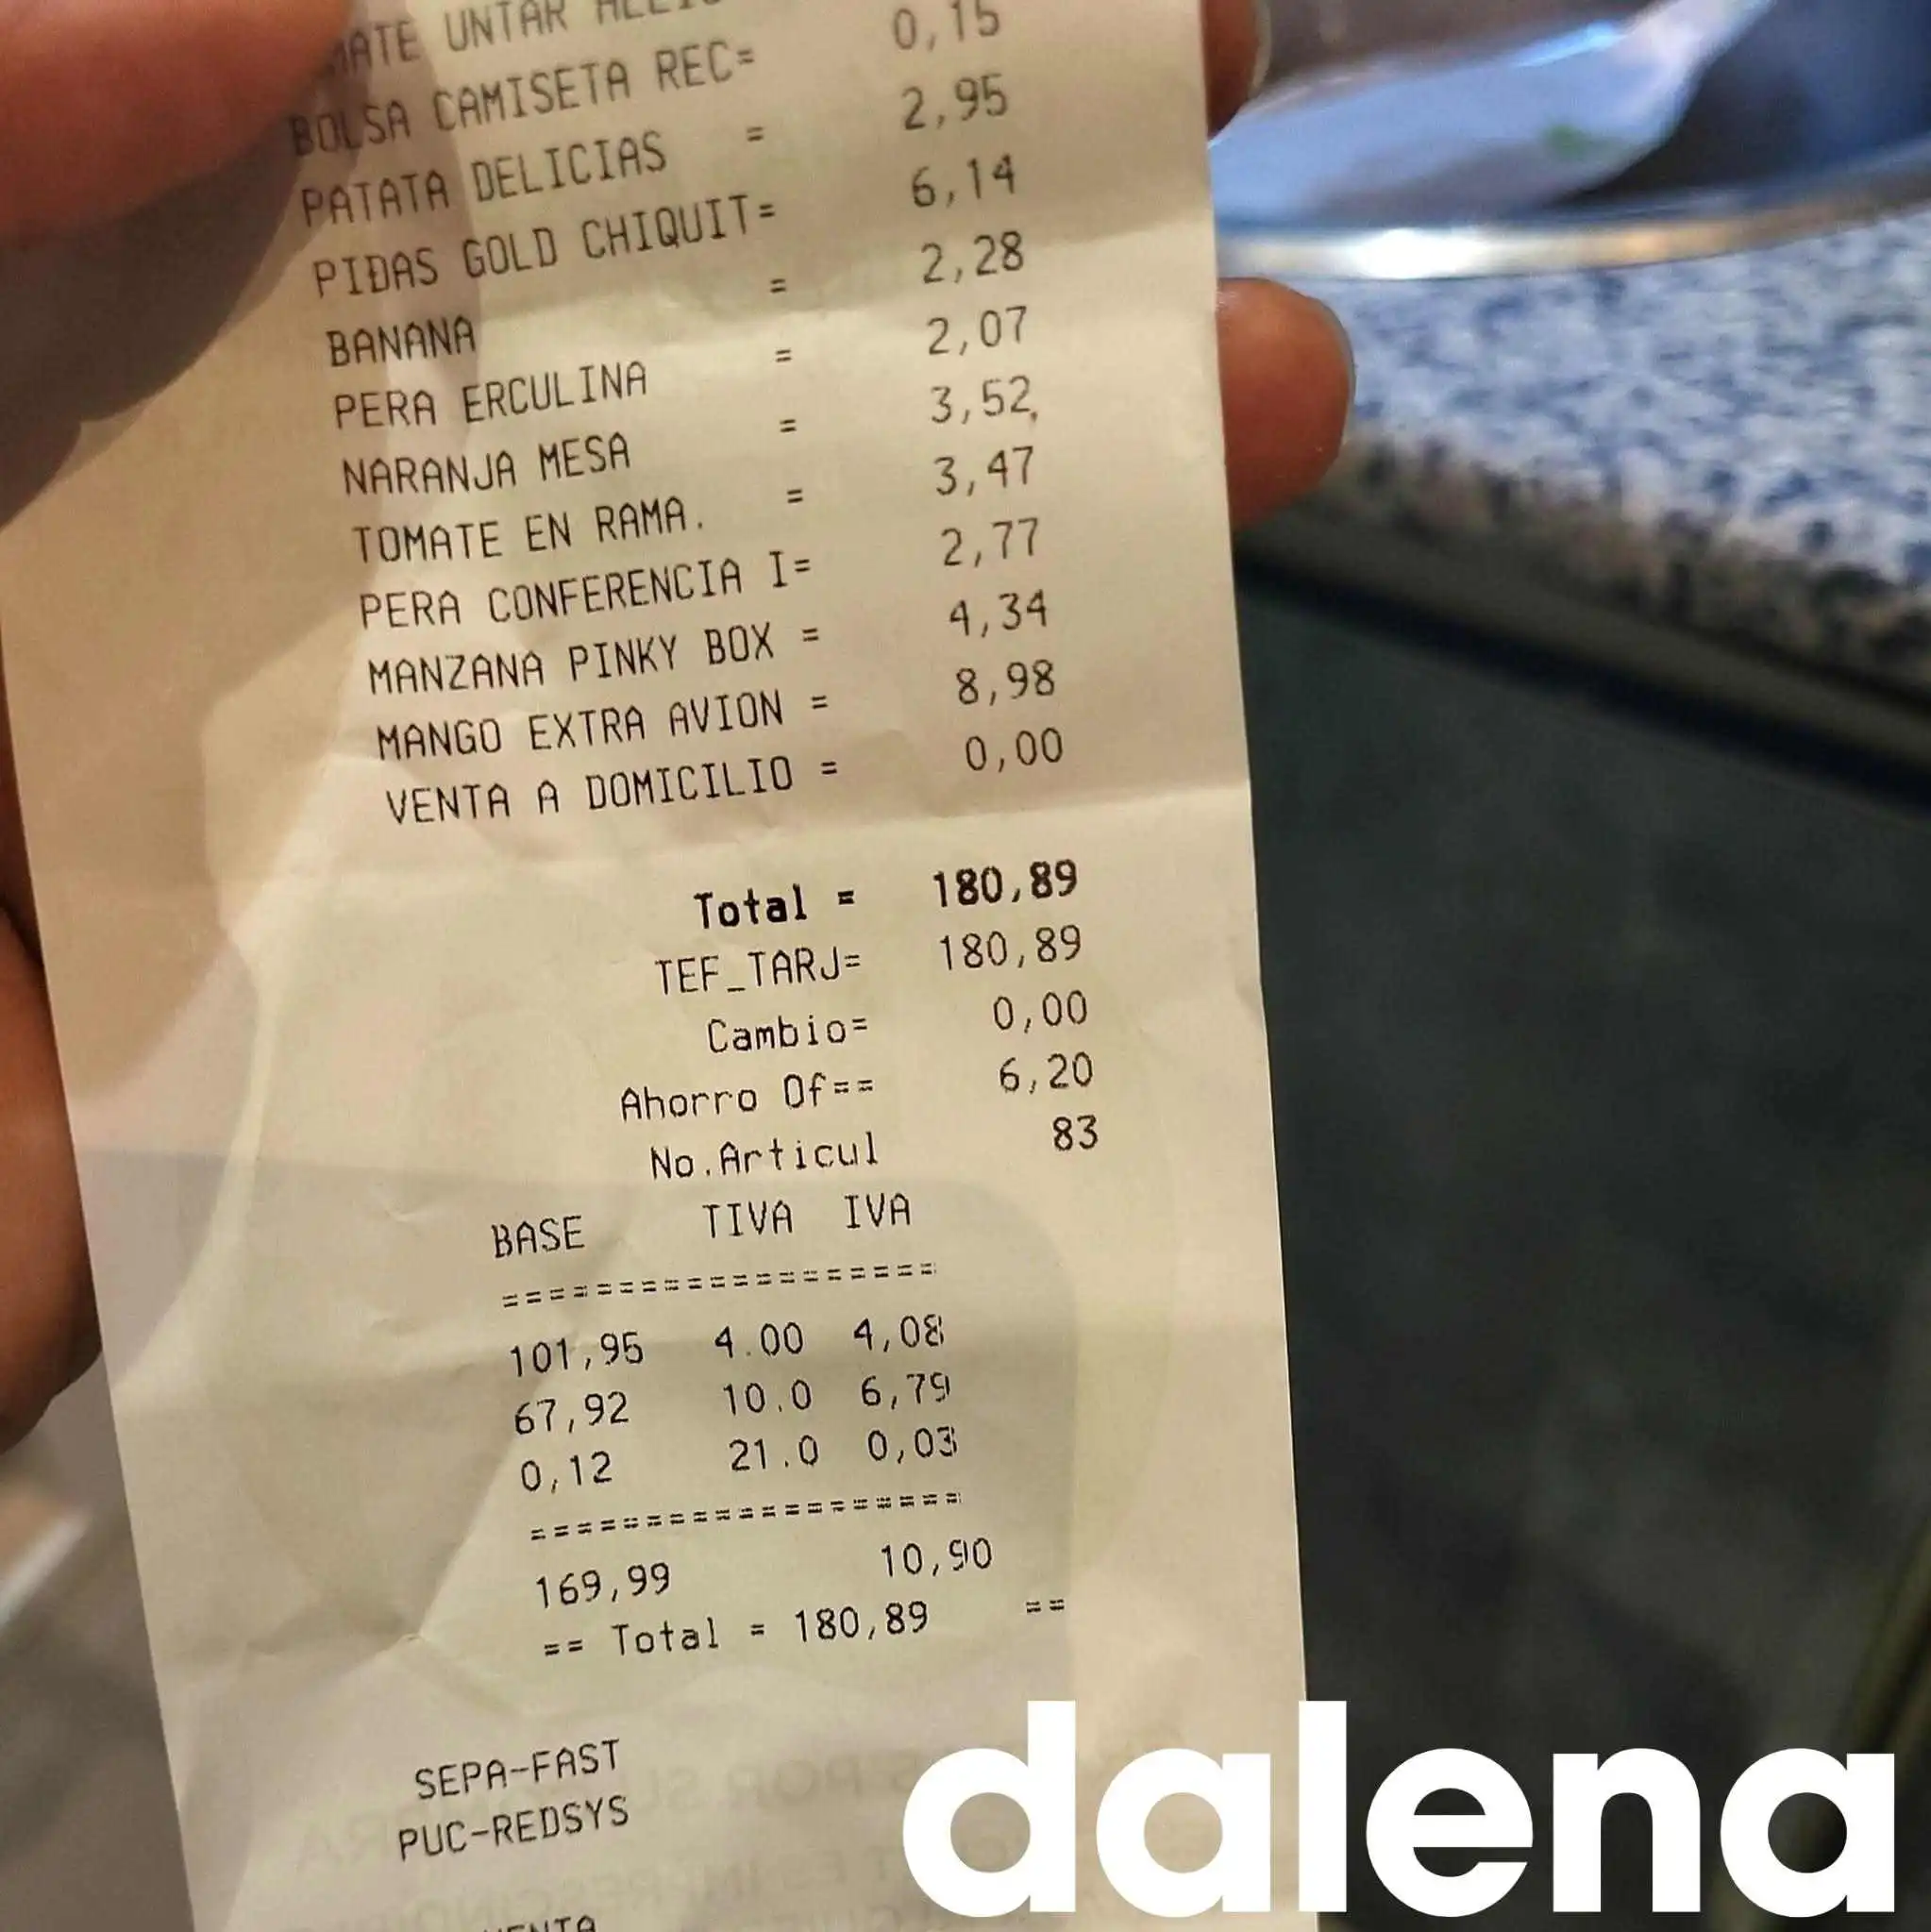 UNTAR
BOLSA CAMISETA REC= 0,15
PATATA DELICIAS = 2,95
PIDAS GOLD CHIQUIT= 6,14
BANANA = 2,28
PERA ERCULINA = 2,07
NARANJA MESA = 3,52
TOMATE EN RAMA. = 3,47
PERA CONFERENCIA I= 2,77
MANZANA PINKY BOX = 4,34
MANGO EXTRA AVION = 8,98
VENTA A DOMICILIO = 0,00
Total = 180,89
TEF_TARJ= 180,89
Cambio= 0,00
Ahorro Of== 6,20
No.Articul 83
BASE TIVA IVA
===================
101,95 4.00 4,08
67,92 10.0 6,79
0,12 21.0 0,03
===================
169,99 10,90
== Total = 180,89 ==
SEPA-FAST
PUC-REDSYS
dalena